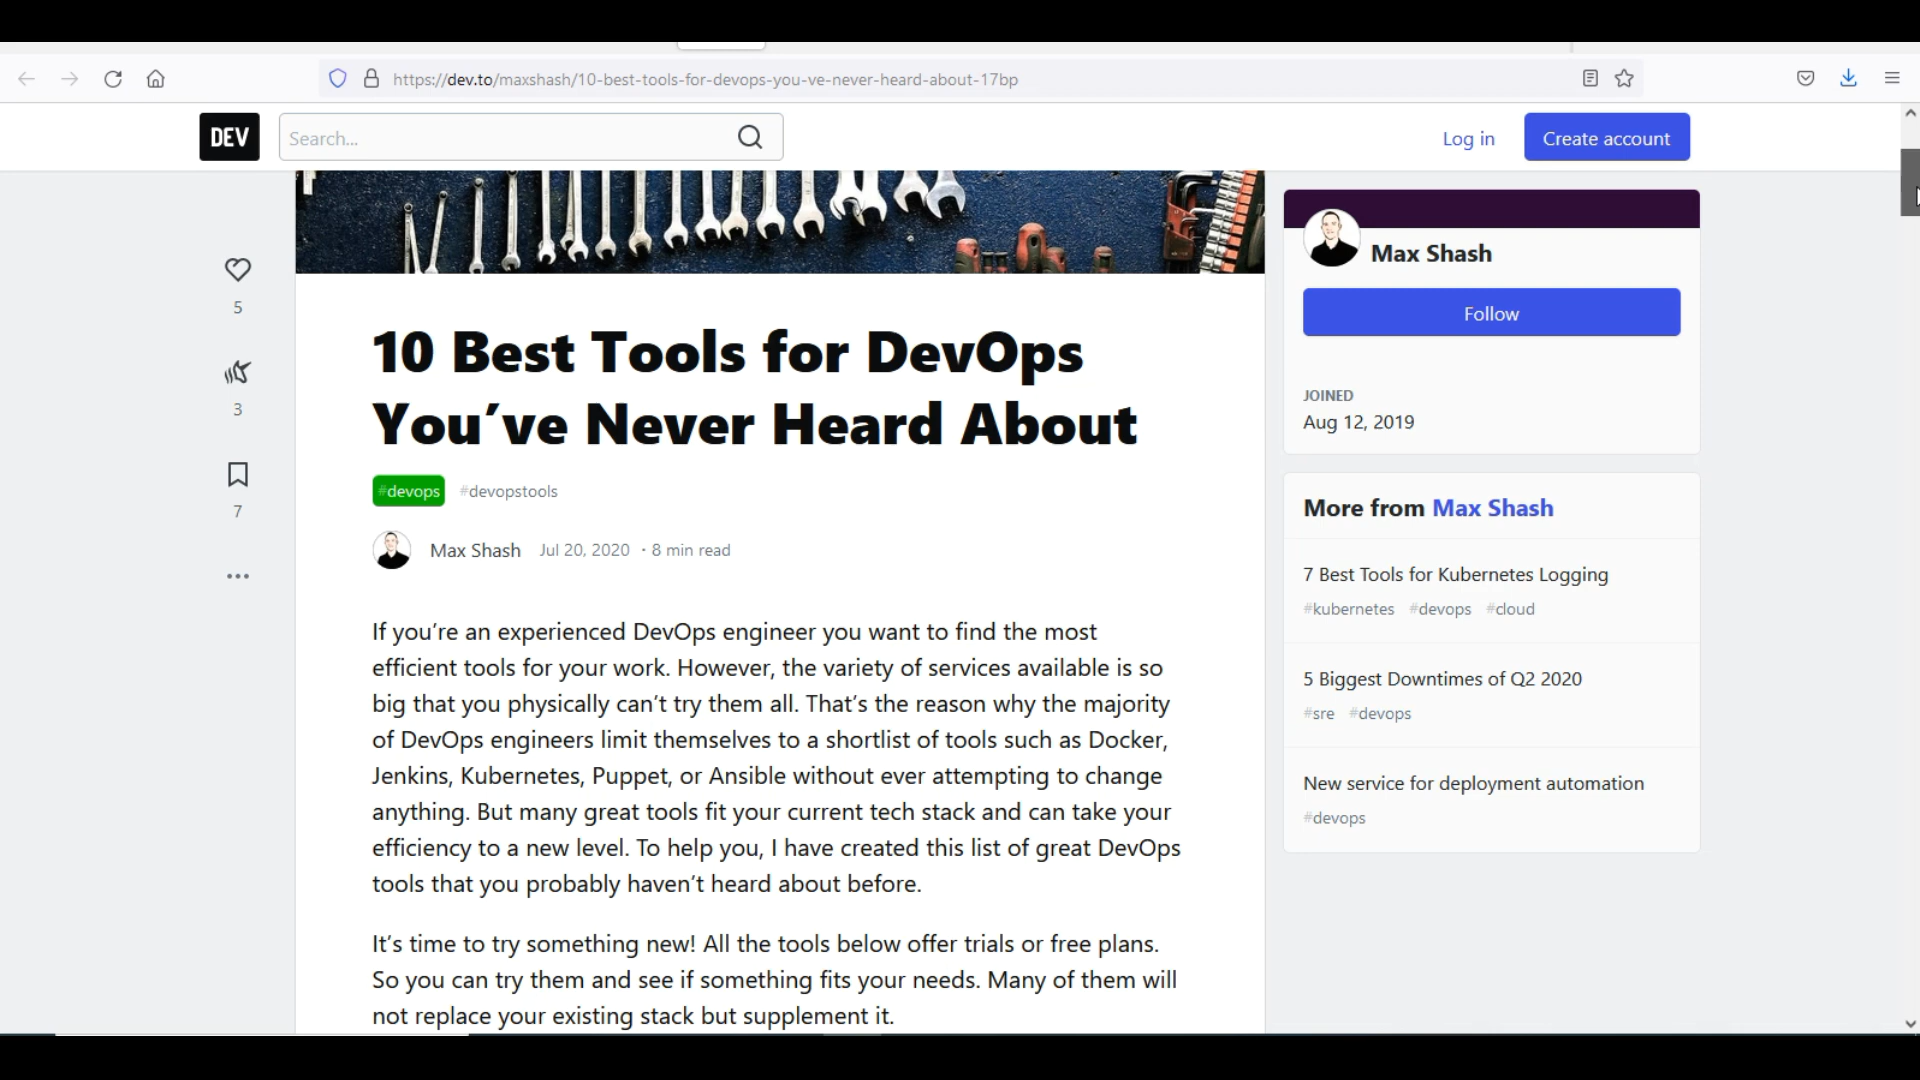 https://dev.to/maxshash/10-best-tools-for-devops-you-ve-never-heard-about-17bp
DEV
Search...
Log in
Create account
5
3
7
10 Best Tools for DevOps
You’ve Never Heard About
#devops #devopstools
Max Shash Jul 20, 2020 · 8 min read
If you’re an experienced DevOps engineer you want to find the most
efficient tools for your work. However, the variety of services available is so
big that you physically can’t try them all. That’s the reason why the majority
of DevOps engineers limit themselves to a shortlist of tools such as Docker,
Jenkins, Kubernetes, Puppet, or Ansible without ever attempting to change
anything. But many great tools fit your current tech stack and can take your
efficiency to a new level. To help you, I have created this list of great DevOps
tools that you probably haven’t heard about before.
It’s time to try something new! All the tools below offer trials or free plans.
So you can try them and see if something fits your needs. Many of them will
not replace your existing stack but supplement it.
Max Shash
Follow
JOINED
Aug 12, 2019
More from Max Shash
7 Best Tools for Kubernetes Logging
#kubernetes #devops #cloud
5 Biggest Downtimes of Q2 2020
#sre #devops
New service for deployment automation
#devops